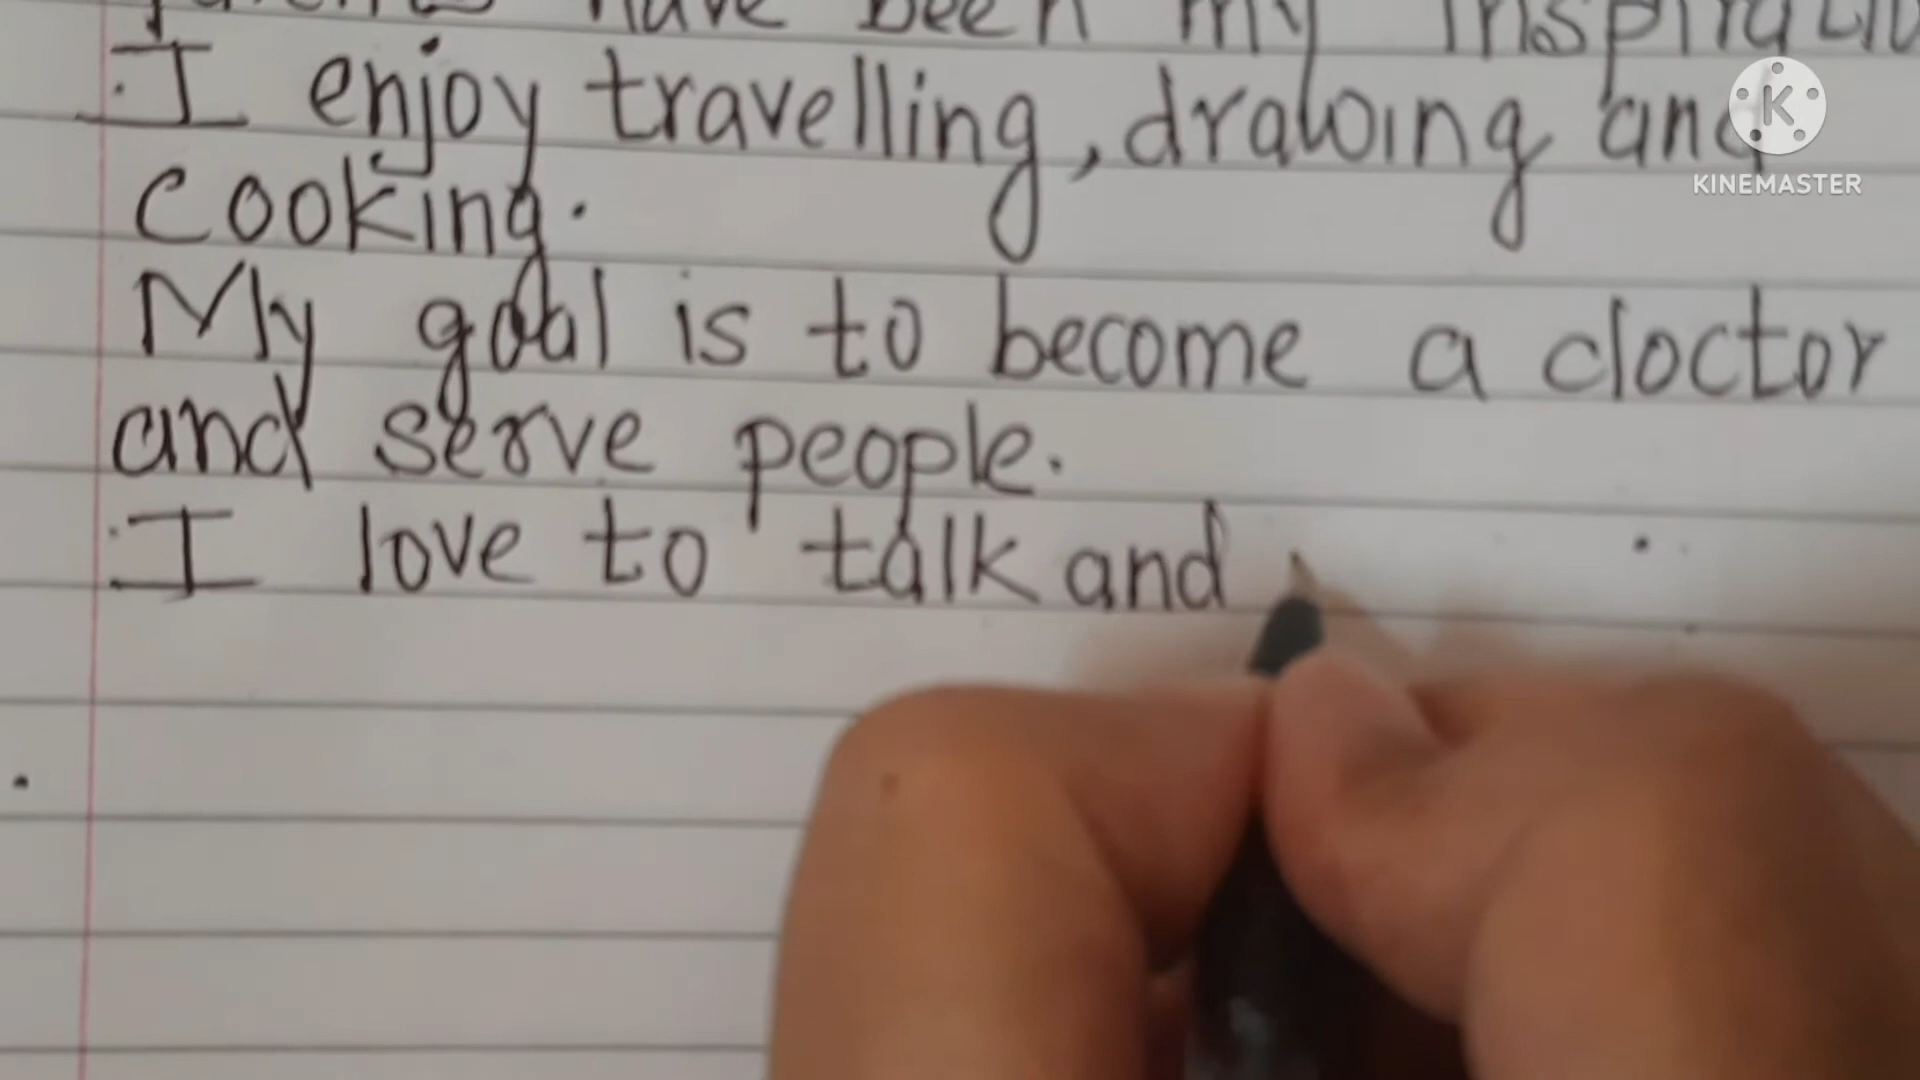 have been my inspiration
I enjoy travelling, drawing and
cooking.
My goal is to become a doctor
and serve people.
I love to talk and
KINEMASTER